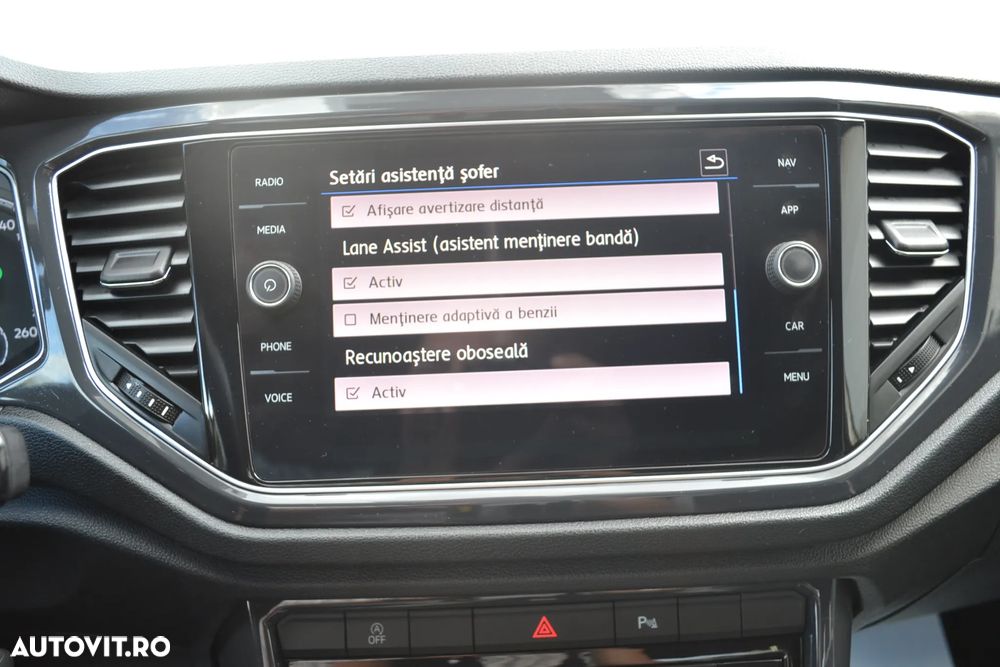 RADIO
MEDIA
PHONE
VOICE
Setări asistență șofer
Afișare avertizare distanță
Lane Assist (asistent menținere bandă)
Activ
Menținere adaptivă a benzii
Recunoaștere oboseală
Activ
NAV
APP
CAR
MENU
260
OFF
P
AUTOVIT.RO